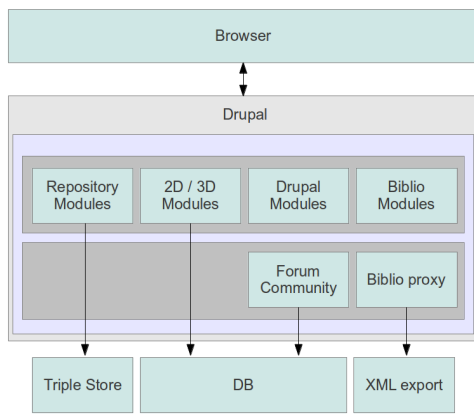 Browser
Drupal
Repository
Modules
2D / 3D
Modules
Drupal
Modules
Biblio
Modules
Forum
Community
Biblio proxy
Triple Store
DB
XML export